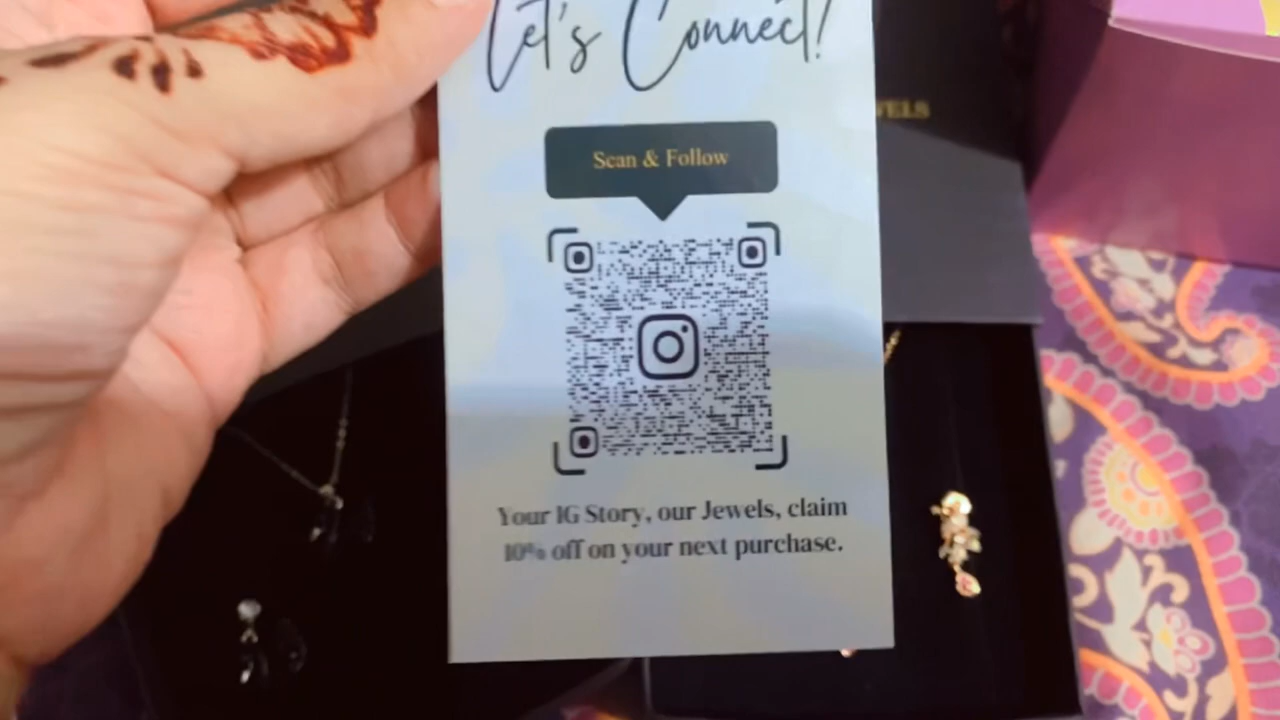 Let's Connect!
Scan & Follow
Your IG Story, our Jewels, claim
10% off on your next purchase.